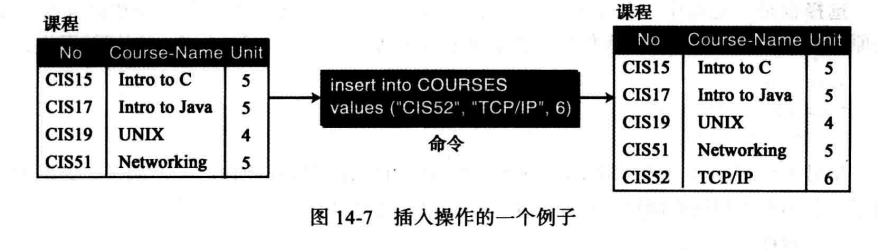 课程
No Course-Name Unit
CIS15 Intro to C 5
CIS17 Intro to Java 5
CIS19 UNIX 4
CIS51 Networking 5
insert into COURSES
values ("CIS52", "TCP/IP", 6)
命令
课程
No Course-Name Unit
CIS15 Intro to C 5
CIS17 Intro to Java 5
CIS19 UNIX 4
CIS51 Networking 5
CIS52 TCP/IP 6
图 14-7 插入操作的一个例子